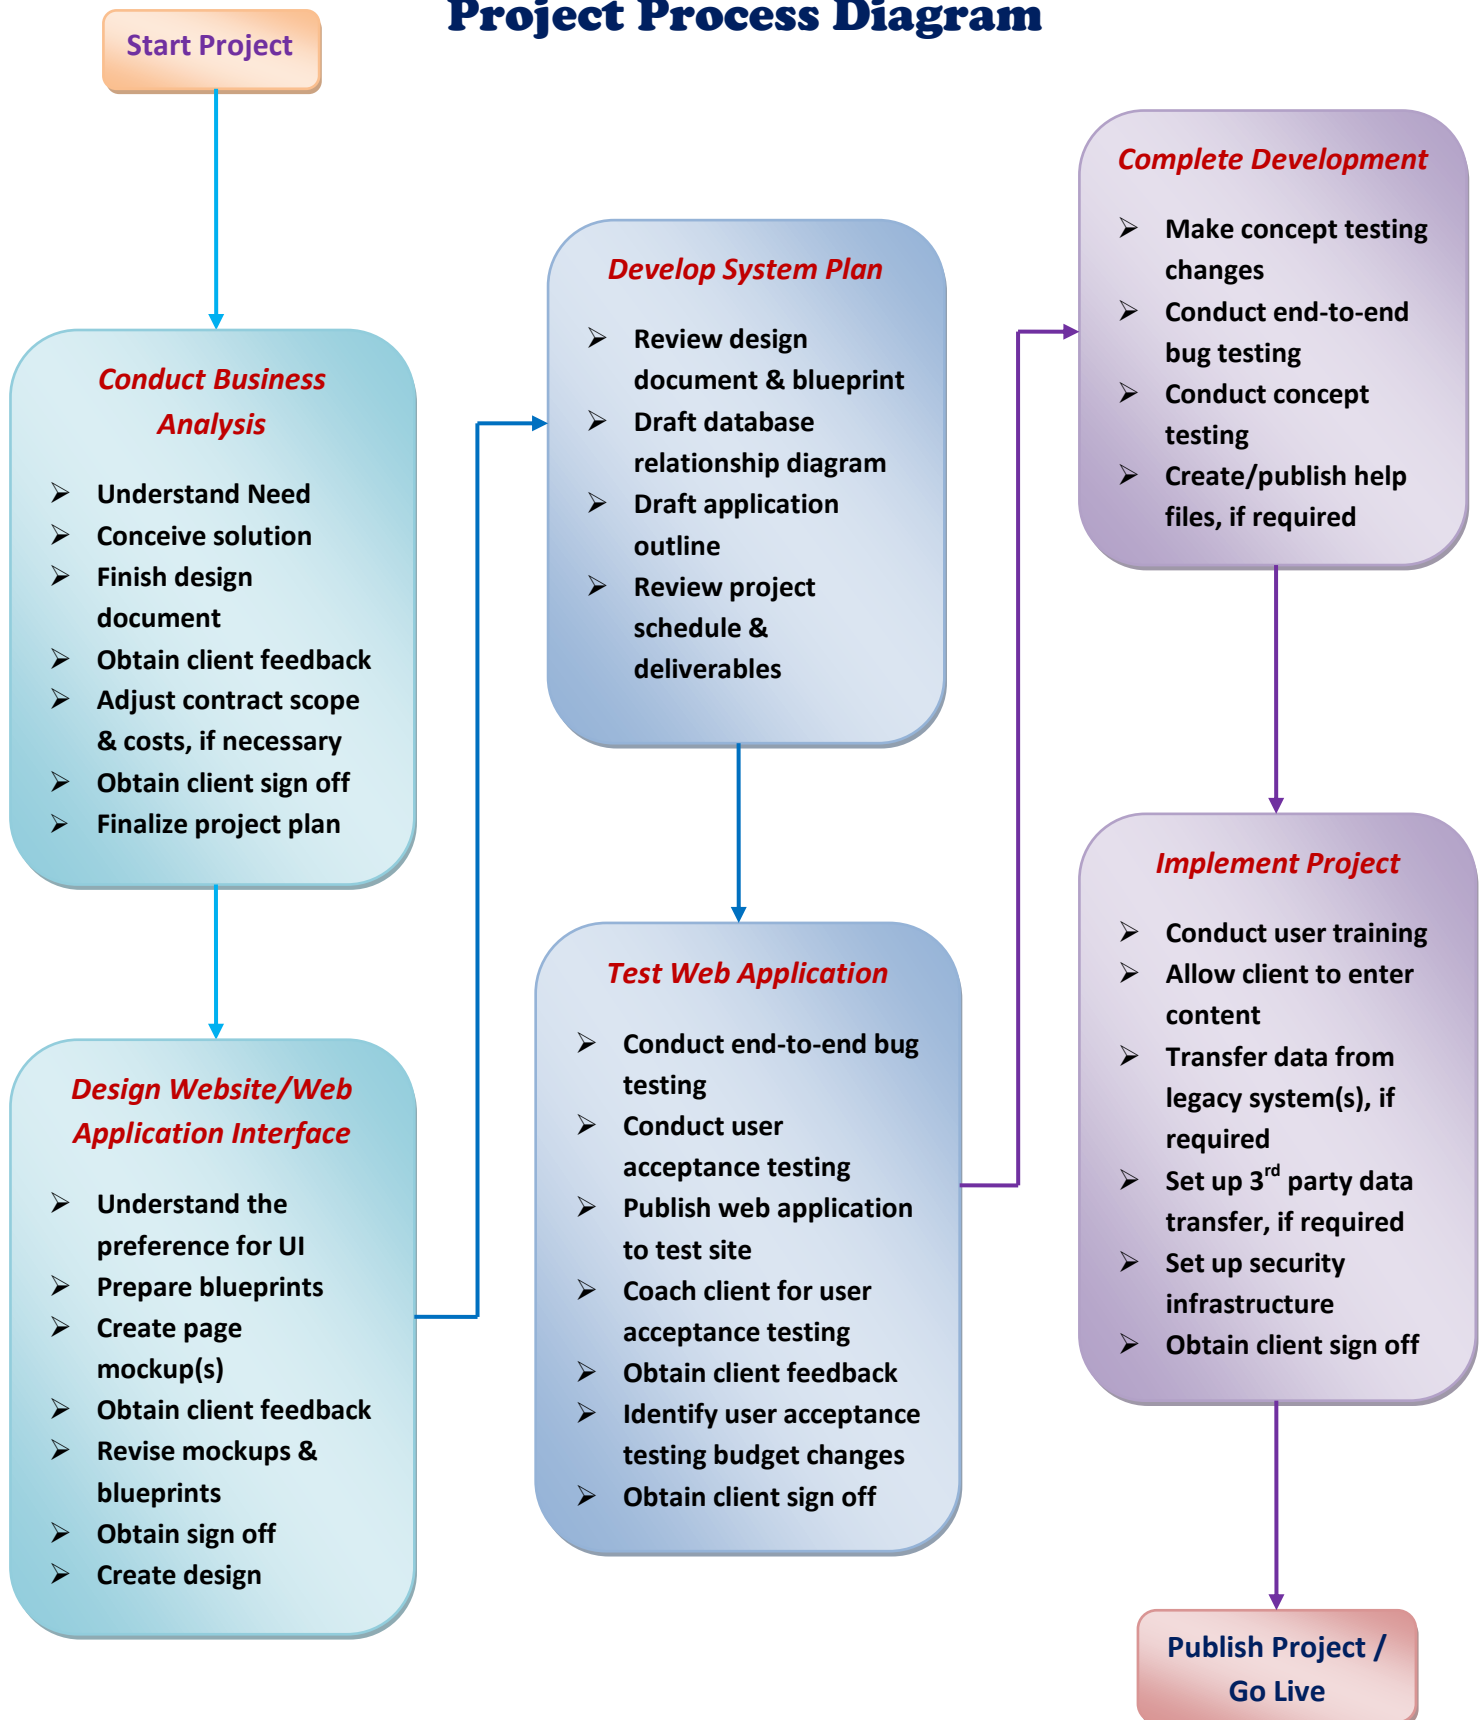 Project Process Diagram
Start Project
Conduct Business
Analysis
➢ Understand Need
➢ Conceive solution
➢ Finish design
document
➢ Obtain client feedback
➢ Adjust contract scope
& costs, if necessary
➢ Obtain client sign off
➢ Finalize project plan
Design Website/Web
Application Interface
➢ Understand the
preference for UI
➢ Prepare blueprints
➢ Create page
mockup(s)
➢ Obtain client feedback
➢ Revise mockups &
blueprints
➢ Obtain sign off
➢ Create design
Develop System Plan
➢ Review design
document & blueprint
➢ Draft database
relationship diagram
➢ Draft application
outline
➢ Review project
schedule &
deliverables
Test Web Application
➢ Conduct end-to-end bug
testing
➢ Conduct user
acceptance testing
➢ Publish web application
to test site
➢ Coach client for user
acceptance testing
➢ Obtain client feedback
➢ Identify user acceptance
testing budget changes
➢ Obtain client sign off
Complete Development
➢ Make concept testing
changes
➢ Conduct end-to-end
bug testing
➢ Conduct concept
testing
➢ Create/publish help
files, if required
Implement Project
➢ Conduct user training
➢ Allow client to enter
content
➢ Transfer data from
legacy system(s), if
required
➢ Set up 3rd party data
transfer, if required
➢ Set up security
infrastructure
➢ Obtain client sign off
Publish Project /
Go Live